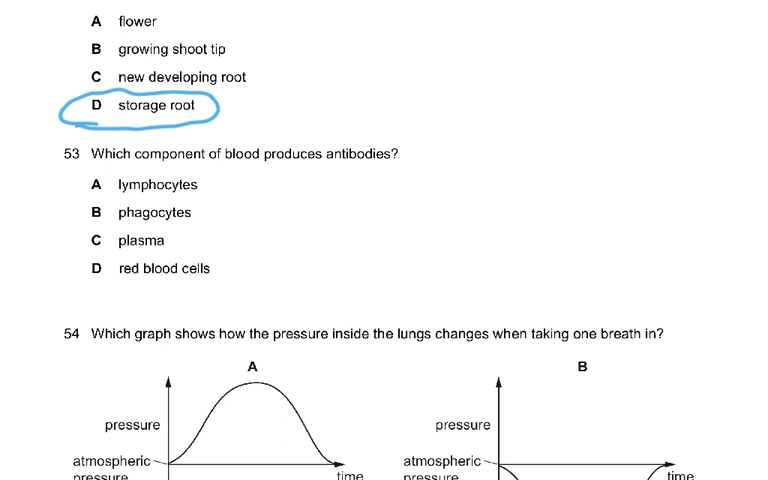 A flower
B growing shoot tip
C new developing root
D storage root
53 Which component of blood produces antibodies?
A lymphocytes
B phagocytes
C plasma
D red blood cells
54 Which graph shows how the pressure inside the lungs changes when taking one breath in?
A
B
pressure
pressure
atmospheric
pressure
atmospheric
pressure
time
time